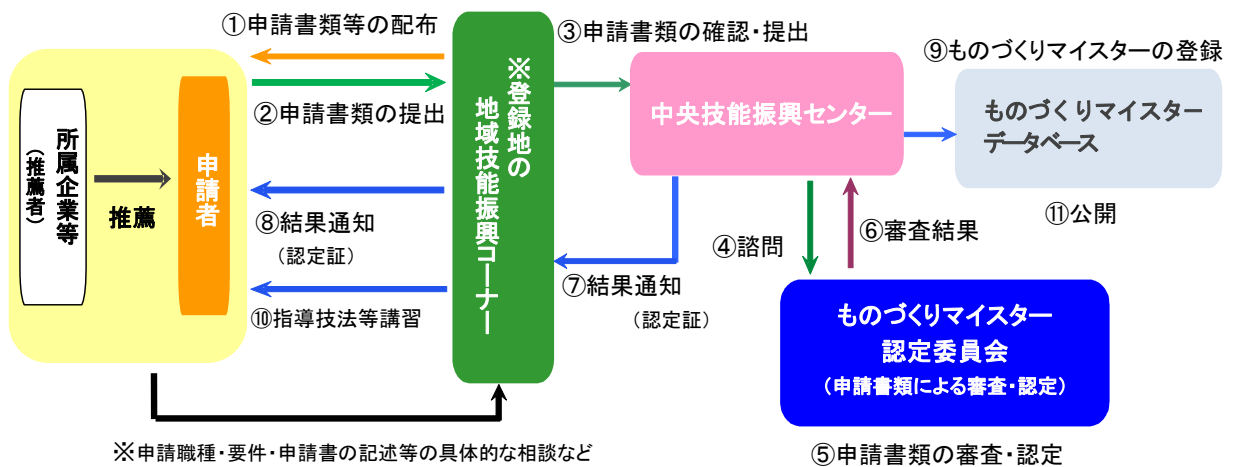 ①申請書類等の配布
②申請書類の提出
所属企業等
（推薦者）
推薦
申請者
⑧結果通知
（認定証）
⑩指導技法等講習
※登録地の
地域技能振興コーナー
③申請書類の確認・提出
中央技能振興センター
⑨ものづくりマイスターの登録
ものづくりマイスター
データベース
⑪公開
④諮問
⑥審査結果
⑦結果通知
（認定証）
ものづくりマイスター
認定委員会
（申請書類による審査・認定）
⑤申請書類の審査・認定
※申請職種・要件・申請書の記述等の具体的な相談など